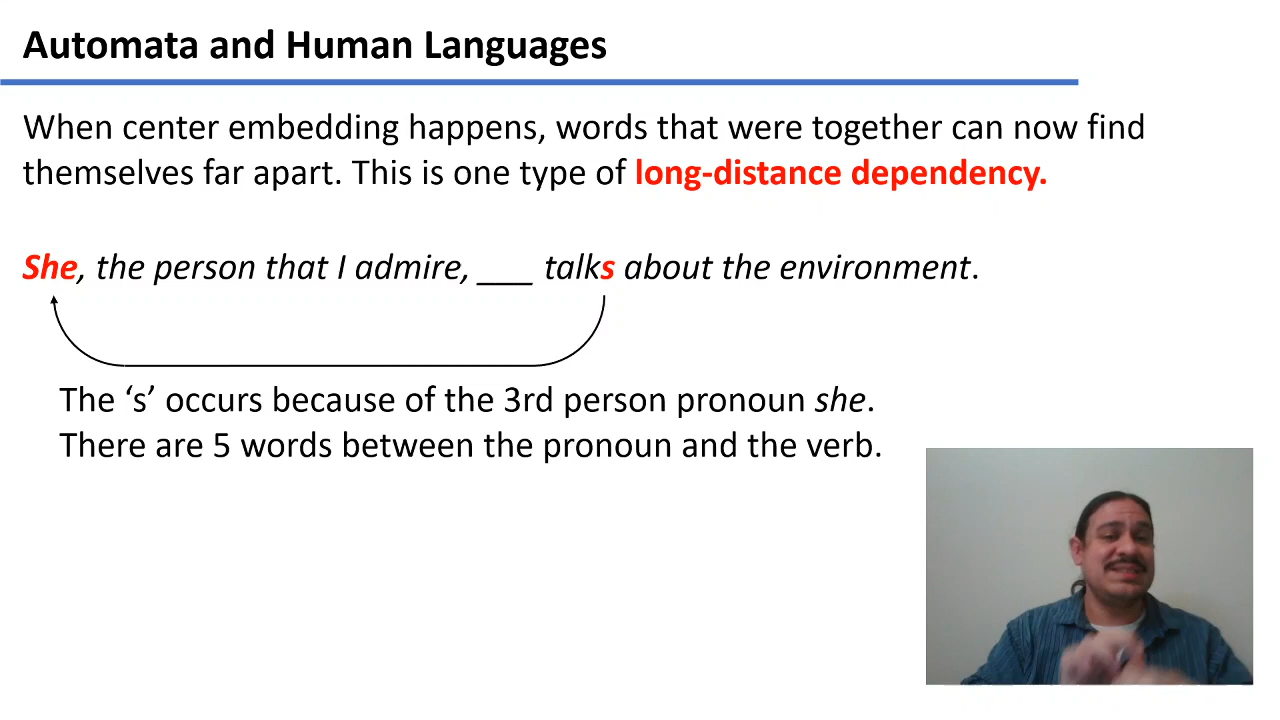 Automata and Human Languages
When center embedding happens, words that were together can now find
themselves far apart. This is one type of long-distance dependency.
She, the person that I admire, ___ talks about the environment.
The ‘s’ occurs because of the 3rd person pronoun she.
There are 5 words between the pronoun and the verb.